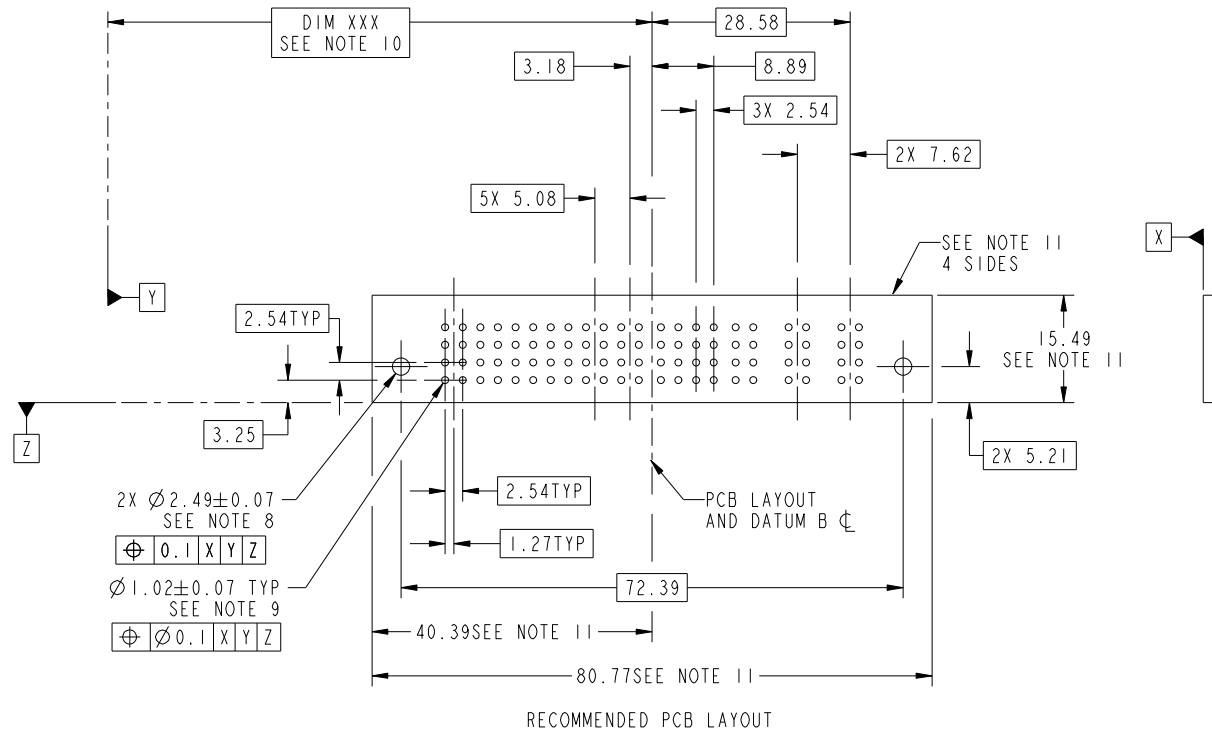 DIM XXX
SEE NOTE 10
28.58
3.18
8.89
3X 2.54
2X 7.62
5X 5.08
SEE NOTE 11
4 SIDES
X
Y
2.54TYP
15.49
SEE NOTE 11
3.25
Z
2X 5.21
2X Ø2.49±0.07
SEE NOTE 8
⌖ 0.1 X Y Z
2.54TYP
PCB LAYOUT
AND DATUM B ℄
1.27TYP
Ø1.02±0.07 TYP
SEE NOTE 9
⌖ Ø0.1 X Y Z
72.39
40.39SEE NOTE 11
80.77SEE NOTE 11
RECOMMENDED PCB LAYOUT